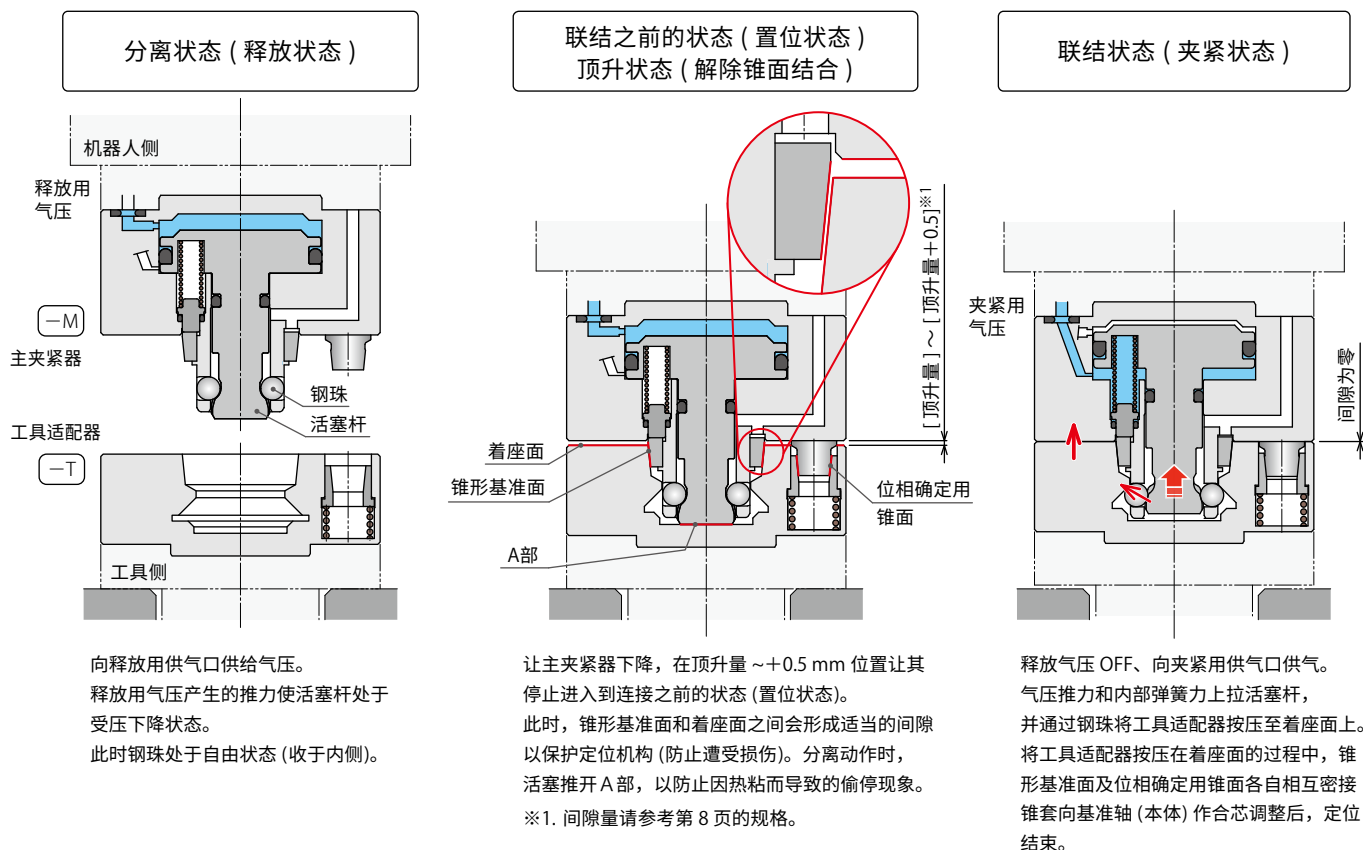 分离状态 ( 释放状态 )
机器人侧
释放用
气压
－M
主夹紧器
钢珠
活塞杆
工具适配器
－T
工具侧
向释放用供气口供给气压。
释放用气压产生的推力使活塞杆处于
受压下降状态。
此时钢珠处于自由状态 (收于内侧)。
联结之前的状态 ( 置位状态 )
顶升状态 ( 解除锥面结合 )
[ 顶升量 ] ～ [ 顶升量＋0.5]※1
着座面
锥形基准面
位相确定用
锥面
A部
让主夹紧器下降，在顶升量 ~＋0.5 mm 位置让其
停止进入到连接之前的状态 (置位状态)。
此时，锥形基准面和着座面之间会形成适当的间隙
以保护定位机构 (防止遭受损伤)。分离动作时，
活塞推开 A 部，以防止因热粘而导致的偷停现象。
※1. 间隙量请参考第 8 页的规格。
联结状态 ( 夹紧状态 )
夹紧用
气压
间隙为零
释放气压 OFF、向夹紧用供气口供气。
气压推力和内部弹簧力上拉活塞杆，
并通过钢珠将工具适配器按压至着座面上。
将工具适配器按压在着座面的过程中，锥
形基准面及位相确定用锥面各自相互密接
锥套向基准轴 (本体) 作合芯调整后，定位
结束。